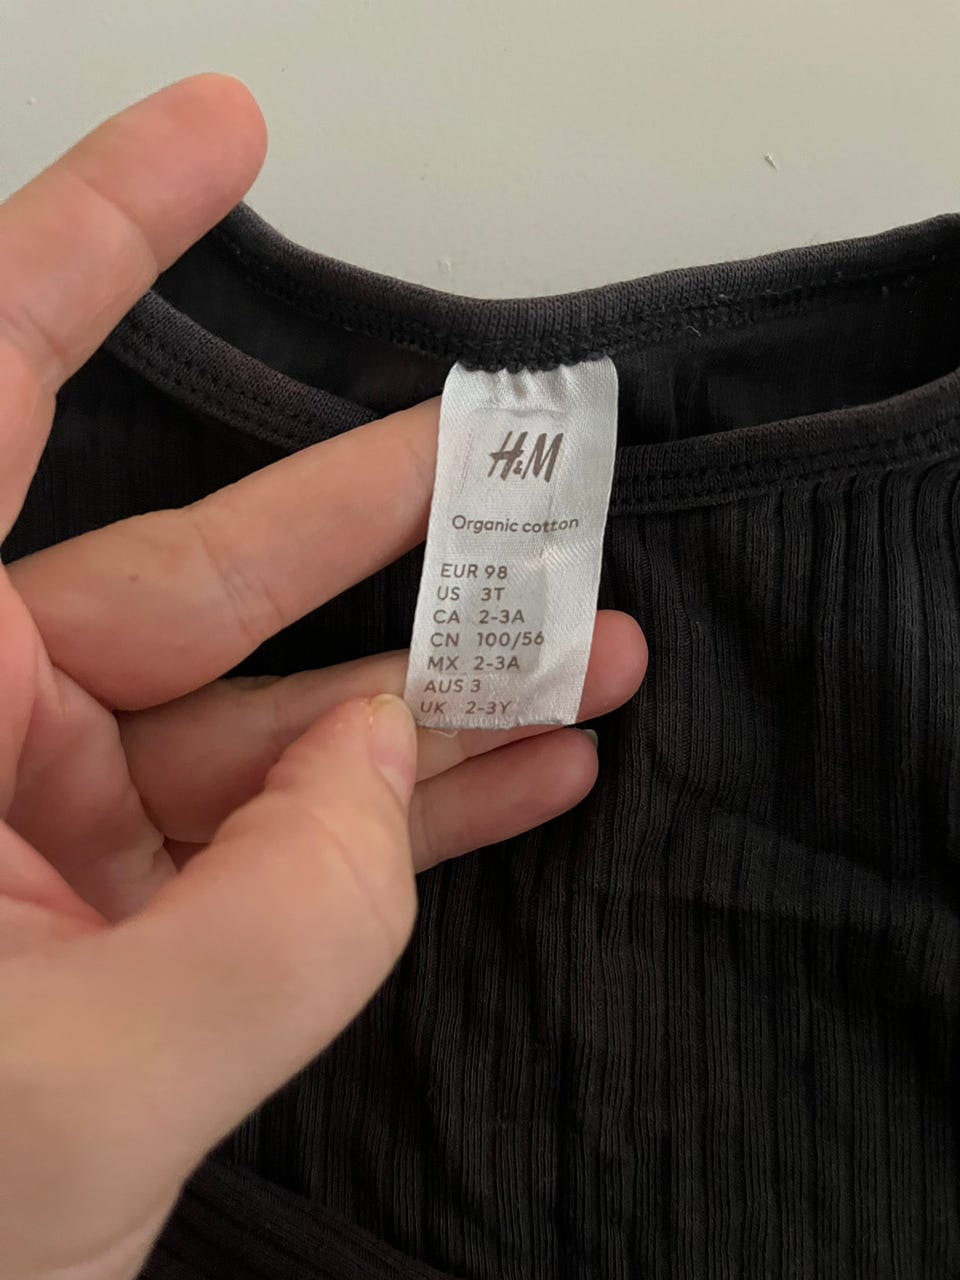 H&M
Organic cotton
EUR 98
US 3T
CA 2-3A
CN 100/56
MX 2-3A
AUS 3
UK 2-3Y